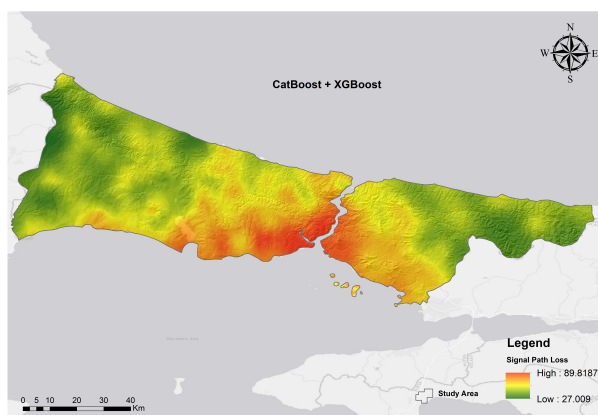 N
W E
S
CatBoost + XGBoost
Legend
Signal Path Loss
High : 89.8187
Low : 27.009
Study Area
0 5 10 20 30 40
Km